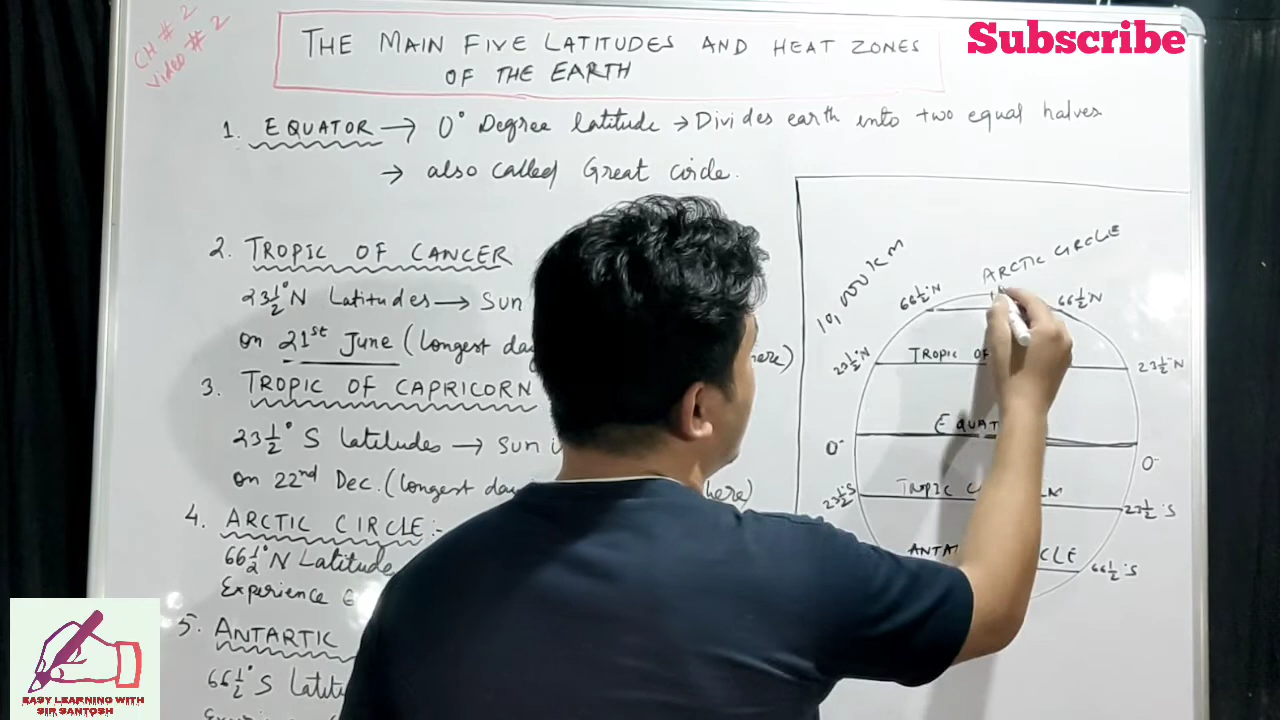 CH # 2
Video # 2
Subscribe
THE MAIN FIVE LATITUDES AND HEAT ZONES
OF THE EARTH
1. EQUATOR → 0° Degree latitude → Divides earth into two equal halves
→ also called Great circle.
2. TROPIC OF CANCER
23½° N Latitudes → Sun
on 21st June (longest day here)
3. TROPIC OF CAPRICORN
23½° S latitudes → Sun
on 22nd Dec. (longest day here)
4. ARCTIC CIRCLE:-
66½° N Latitude
Experience
5. ANTARTIC
66½° S
ARCTIC CIRCLE
66½° N
66½ N
23½° N
TROPIC OF
23½° N
EQUAT
0°
0°
23½° S
TROPIC
23½° S
ANTA CLE
66½° S
EASY LEARNING WITH
SIR SANTOSH